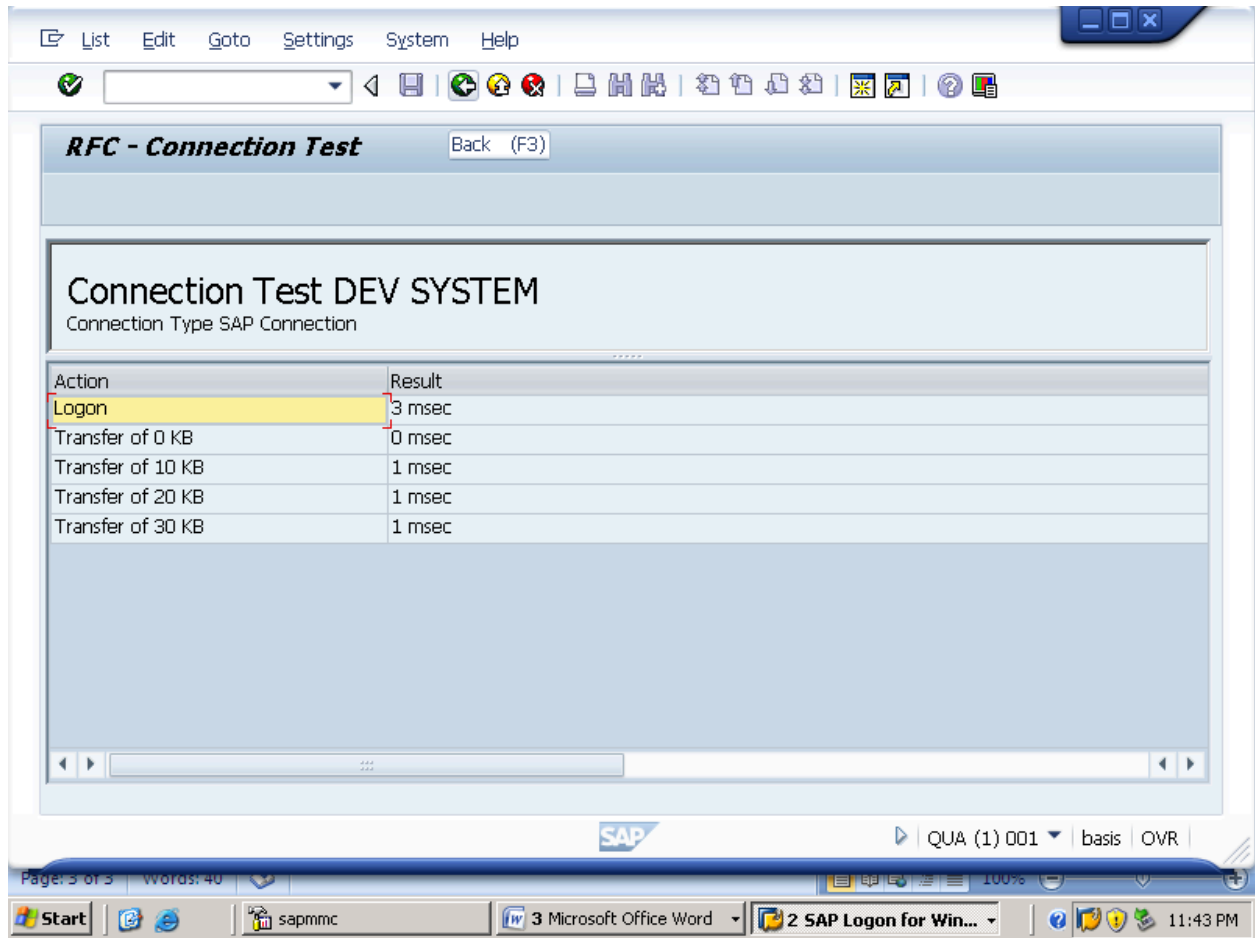 List Edit Goto Settings System Help
RFC - Connection Test Back (F3)
Connection Test DEV SYSTEM
Connection Type SAP Connection
Action Result
Logon 3 msec
Transfer of 0 KB 0 msec
Transfer of 10 KB 1 msec
Transfer of 20 KB 1 msec
Transfer of 30 KB 1 msec
SAP QUA (1) 001 basis OVR
Page: 3 of 3 Words: 40 100%
Start sapmmc 3 Microsoft Office Word 2 SAP Logon for Win... 11:43 PM